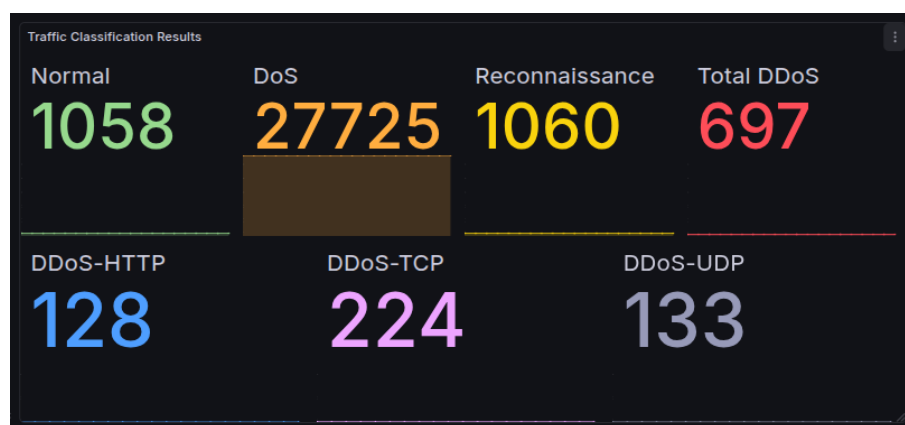 Traffic Classification Results
Normal DoS Reconnaissance Total DDoS
1058 27725 1060 697
DDoS-HTTP DDoS-TCP DDoS-UDP
128 224 133